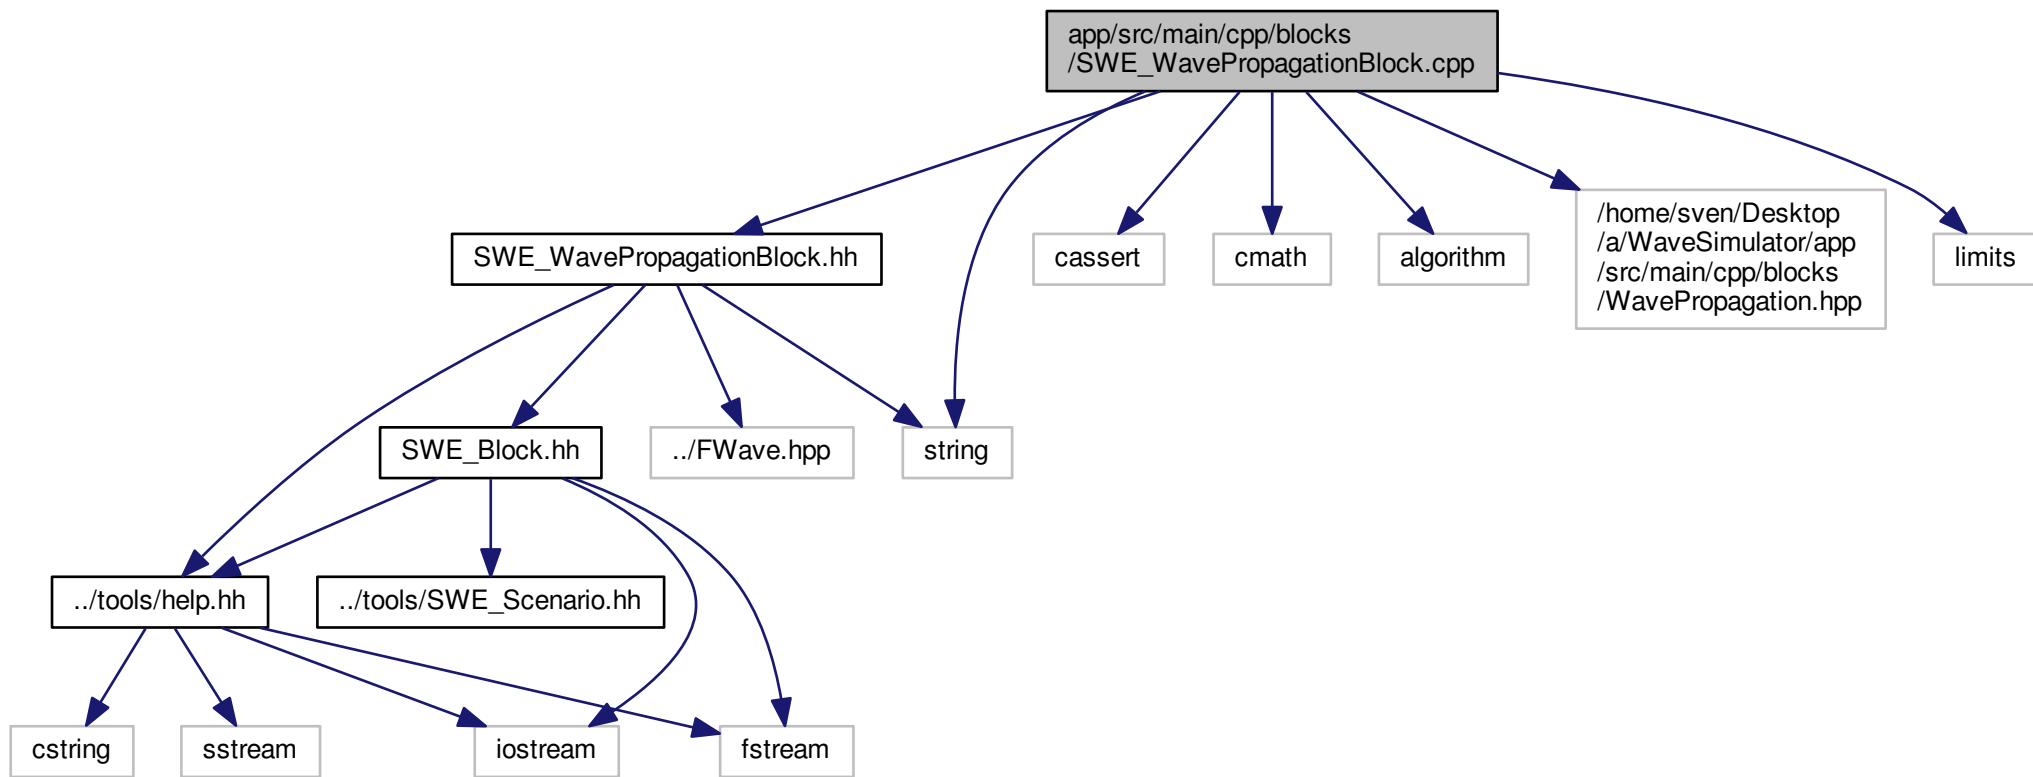 app/src/main/cpp/blocks
/SWE_WavePropagationBlock.cpp
SWE_WavePropagationBlock.hh
cassert
cmath
algorithm
/home/sven/Desktop
/a/WaveSimulator/app
/src/main/cpp/blocks
/WavePropagation.hpp
limits
SWE_Block.hh
../FWave.hpp
string
../tools/help.hh
../tools/SWE_Scenario.hh
cstring
sstream
iostream
fstream